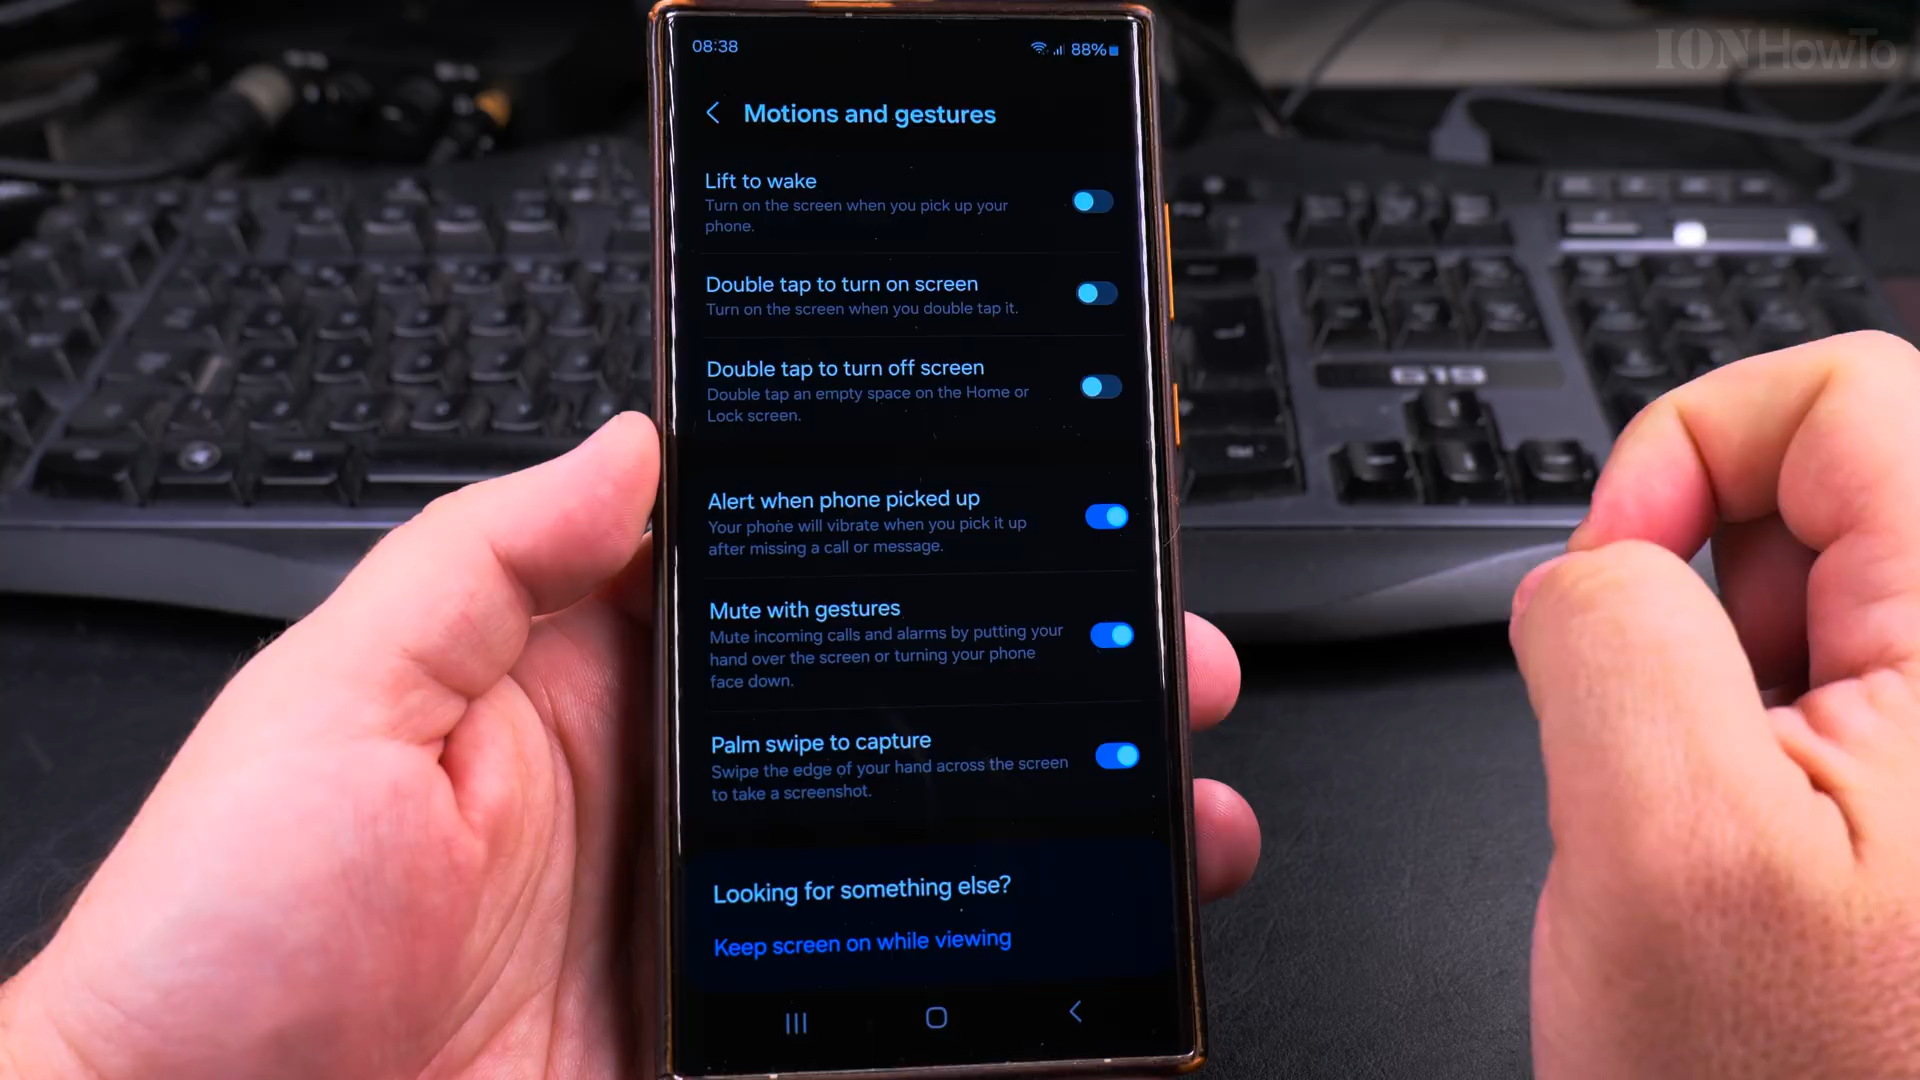 ION HowTo
08:38
88%
Motions and gestures
Lift to wake
Turn on the screen when you pick up your
phone.
Double tap to turn on screen
Turn on the screen when you double tap it.
Double tap to turn off screen
Double tap an empty space on the Home or
Lock screen.
Alert when phone picked up
Your phone will vibrate when you pick it up
after missing a call or message.
Mute with gestures
Mute incoming calls and alarms by putting your
hand over the screen or turning your phone
face down.
Palm swipe to capture
Swipe the edge of your hand across the screen
to take a screenshot.
Looking for something else?
Keep screen on while viewing
G19